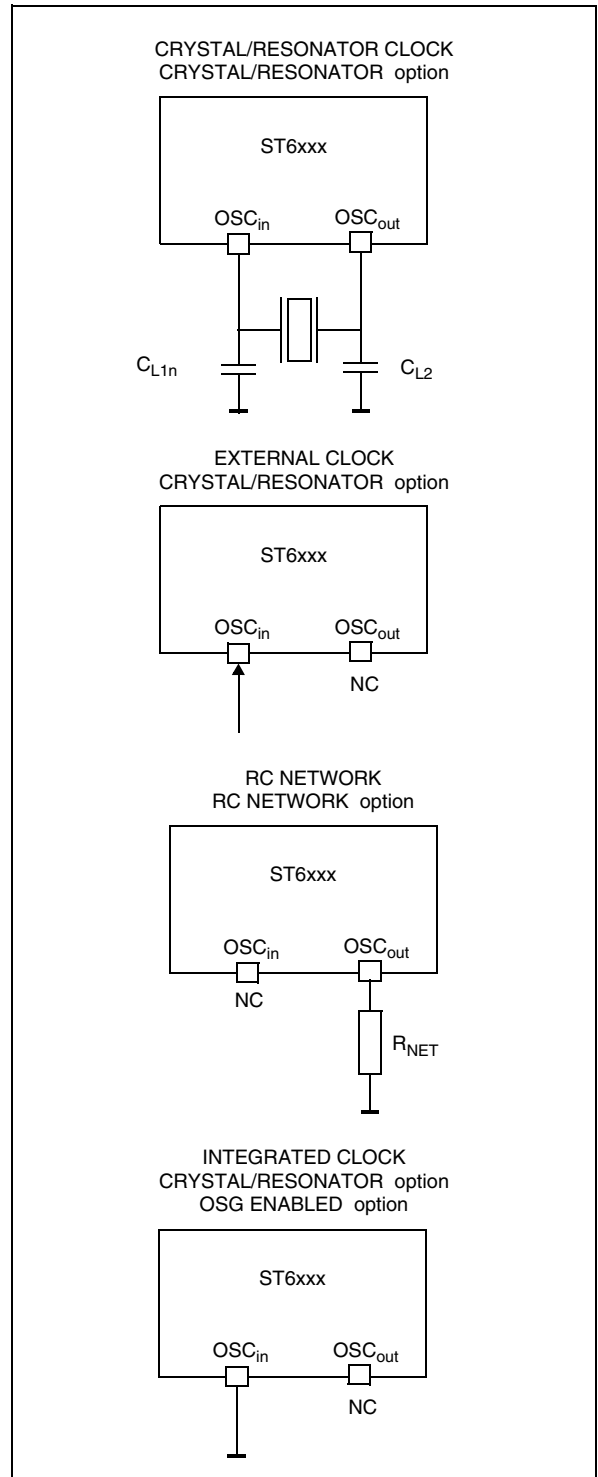 CRYSTAL/RESONATOR CLOCK
CRYSTAL/RESONATOR option
ST6xxx
OSCin OSCout
CL1n CL2
EXTERNAL CLOCK
CRYSTAL/RESONATOR option
ST6xxx
OSCin OSCout
NC
RC NETWORK
RC NETWORK option
ST6xxx
OSCin OSCout
NC
RNET
INTEGRATED CLOCK
CRYSTAL/RESONATOR option
OSG ENABLED option
ST6xxx
OSCin OSCout
NC